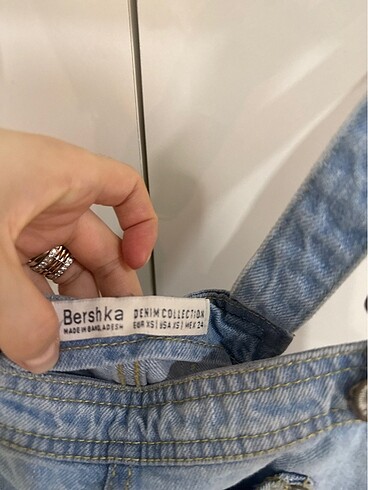 Bershka
MADE IN BANGLADESH
DENIM COLLECTION
EUR XS | USA XS | MEX 24